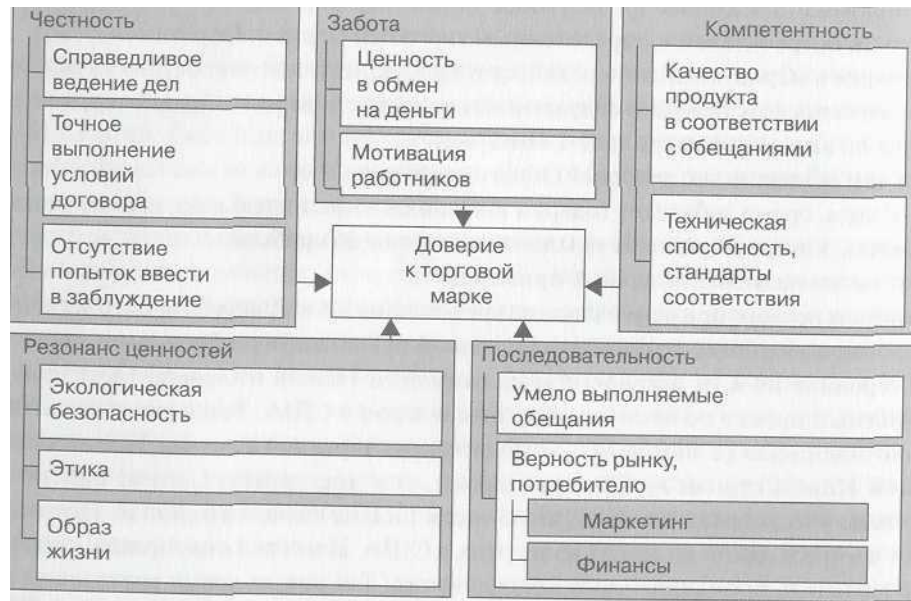 Честность
Справедливое
ведение дел
Точное
выполнение
условий
договора
Отсутствие
попыток ввести
в заблуждение
Забота
Ценность
в обмен
на деньги
Мотивация
работников
Компетентность
Качество
продукта
в соответствии
с обещаниями
Техническая
способность,
стандарты
соответствия
Доверие
к торговой
марке
Резонанс ценностей
Экологическая
безопасность
Этика
Образ
жизни
Последовательность
Умело выполняемые
обещания
Верность рынку,
потребителю
Маркетинг
Финансы